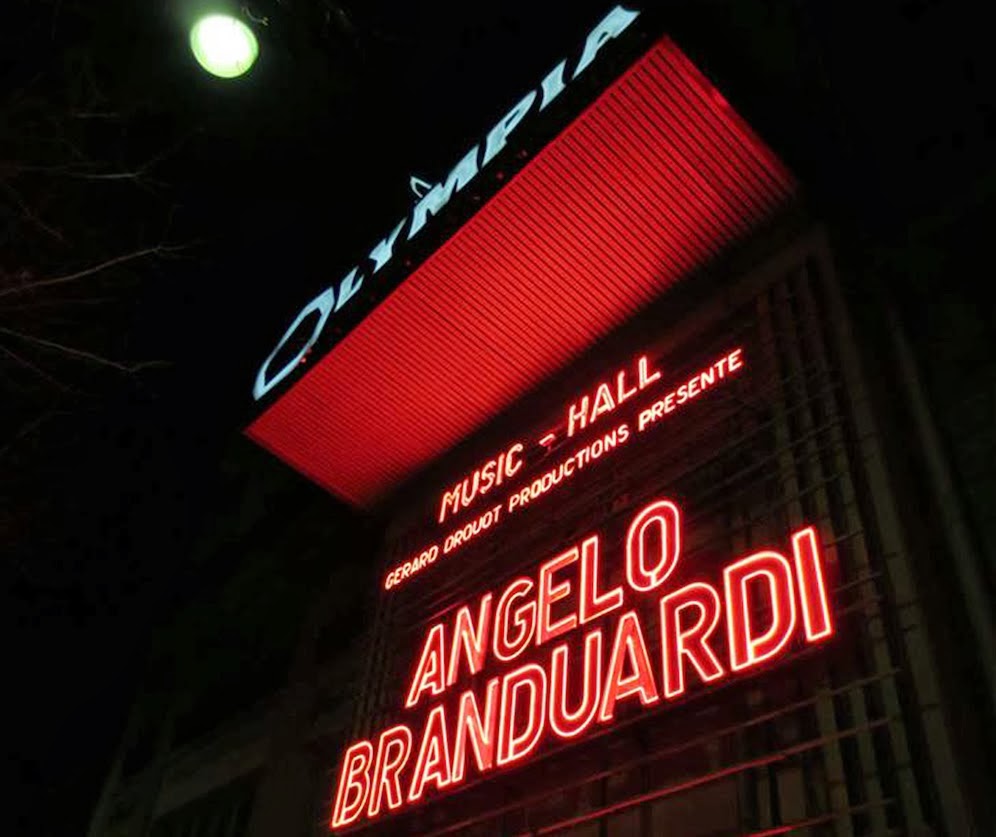 OLYMPIA
MUSIC - HALL
GERARD DROUOT PRODUCTIONS PRESENTE
ANGELO
BRANDUARDI